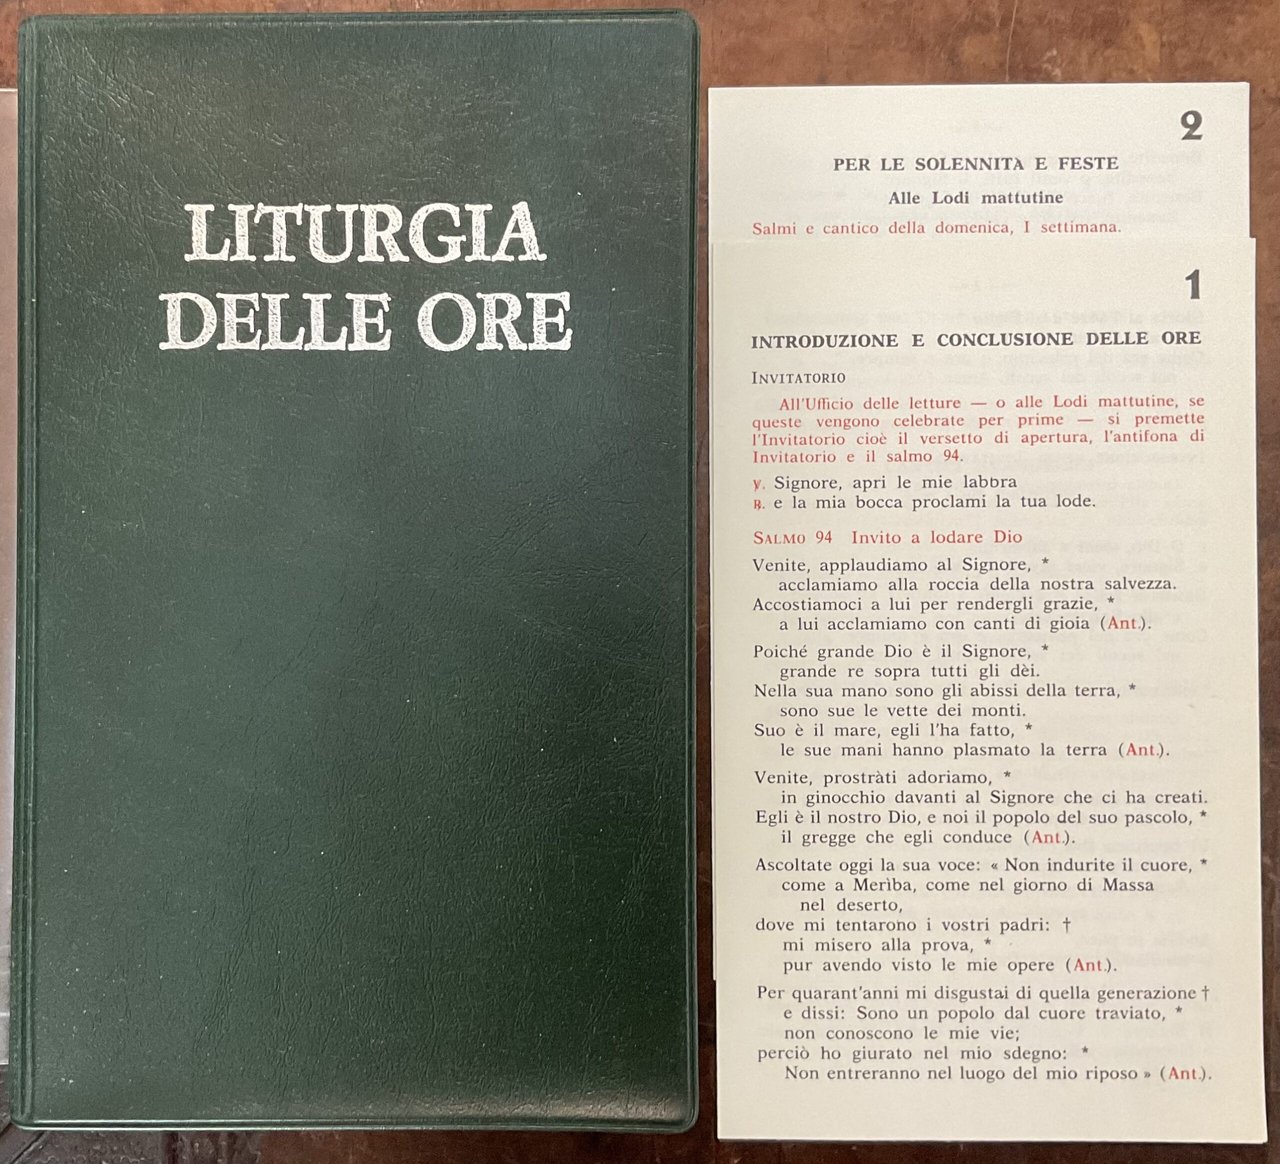 LITURGIA
DELLE ORE
2
PER LE SOLENNITÀ E FESTE
Alle Lodi mattutine
Salmi e cantico della domenica, I settimana.
1
INTRODUZIONE E CONCLUSIONE DELLE ORE
INVITATORIO
All'Ufficio delle letture — o alle Lodi mattutine, se
queste vengono celebrate per prime — si premette
l'Invitatorio cioè il versetto di apertura, l'antifona di
Invitatorio e il salmo 94.
℣. Signore, apri le mie labbra
℟. e la mia bocca proclami la tua lode.
SALMO 94 Invito a lodare Dio
Venite, applaudiamo al Signore, *
acclamiamo alla roccia della nostra salvezza.
Accostiamoci a lui per rendergli grazie, *
a lui acclamiamo con canti di gioia (Ant.).
Poiché grande Dio è il Signore, *
grande re sopra tutti gli dèi.
Nella sua mano sono gli abissi della terra, *
sono sue le vette dei monti.
Suo è il mare, egli l'ha fatto, *
le sue mani hanno plasmato la terra (Ant.).
Venite, prostràti adoriamo, *
in ginocchio davanti al Signore che ci ha creati.
Egli è il nostro Dio, e noi il popolo del suo pascolo, *
il gregge che egli conduce (Ant.).
Ascoltate oggi la sua voce: « Non indurite il cuore, *
come a Merìba, come nel giorno di Massa
nel deserto,
dove mi tentarono i vostri padri: †
mi misero alla prova, *
pur avendo visto le mie opere (Ant.).
Per quarant'anni mi disgustai di quella generazione †
e dissi: Sono un popolo dal cuore traviato, *
non conoscono le mie vie;
perciò ho giurato nel mio sdegno: *
Non entreranno nel luogo del mio riposo » (Ant.).